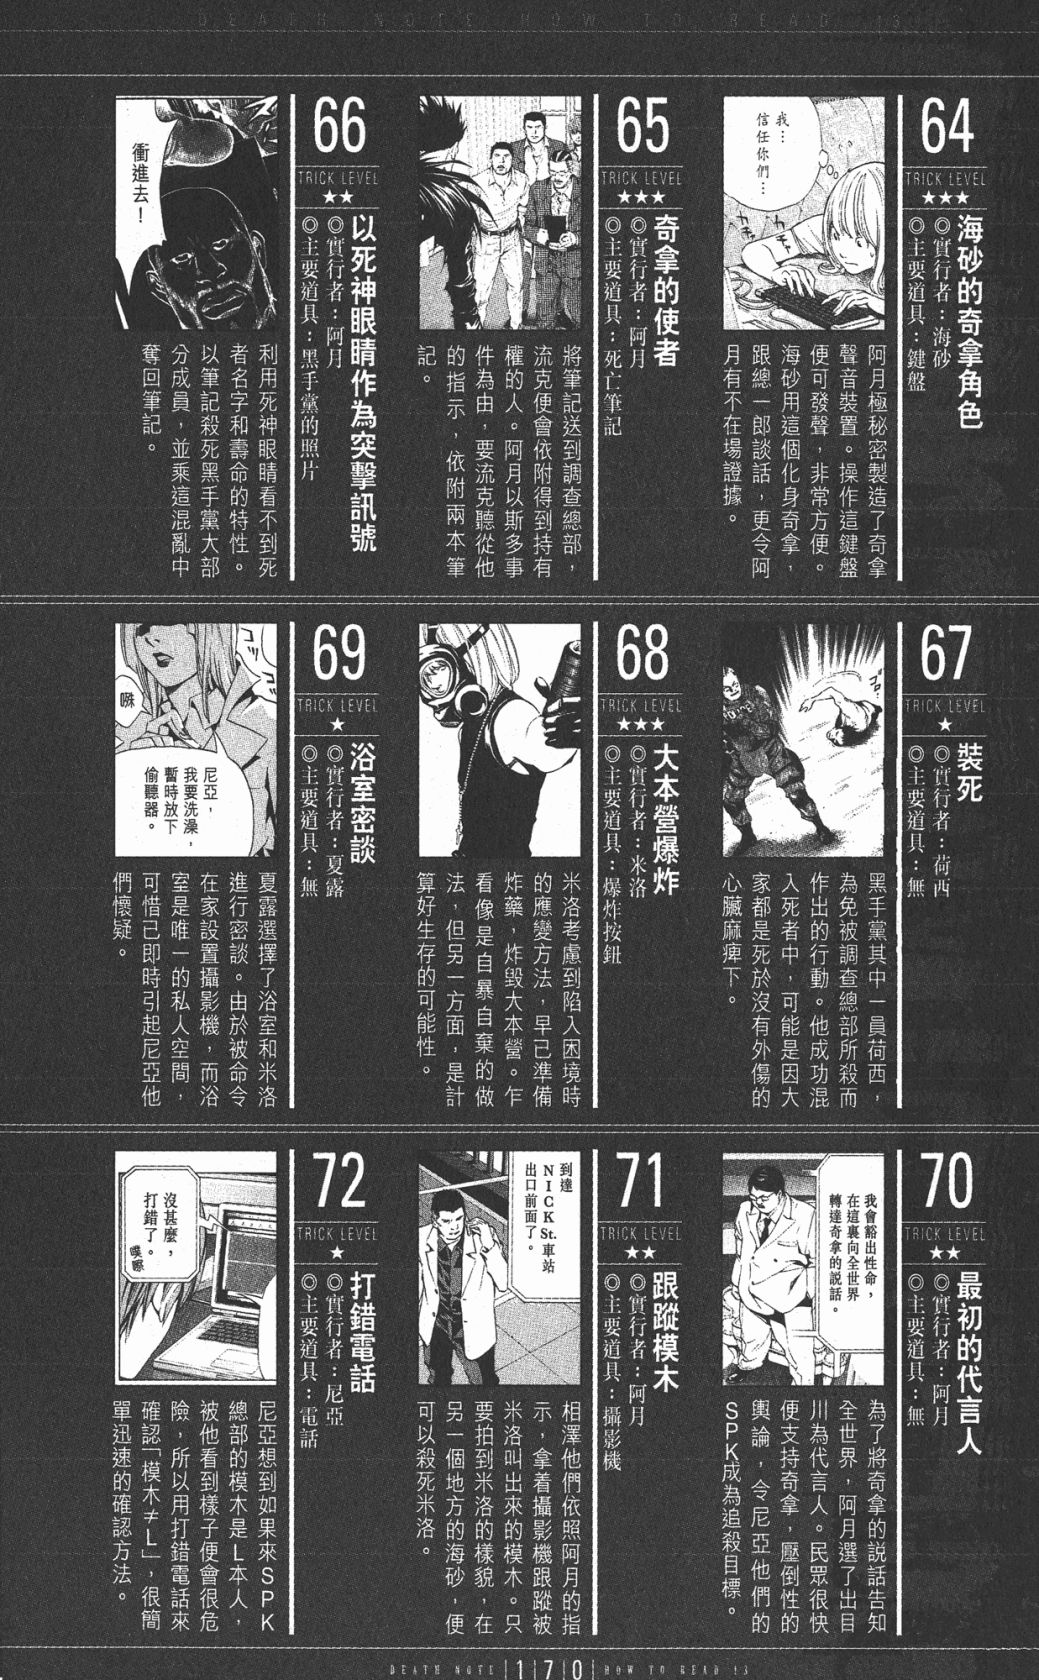 DEATH NOTE HOW TO READ 13
64
TRICK LEVEL
★★★
海砂的奇拿角色
◎實行者：海砂
◎主要道具：鍵盤
我…
信任你們…
阿月極秘密製造了奇拿
聲音裝置。操作這鍵盤
便可發聲，非常方便。
海砂用這個化身奇拿，
跟總一郎談話，更令阿
月有不在場證據。
65
TRICK LEVEL
★★★
奇拿的使者
◎實行者：阿月
◎主要道具：死亡筆記
將筆記送到調查總部，
流克便會依附得到持有
權的人。阿月以斯多事
件為由，要流克聽從他
的指示，依附兩本筆
記。
66
TRICK LEVEL
★★
以死神眼睛作為突擊訊號
◎實行者：阿月
◎主要道具：黑手黨的照片
衝進去！
利用死神眼睛看不到死
者名字和壽命的特性。
以筆記殺死黑手黨大部
分成員，並乘這混亂中
奪回筆記。
67
TRICK LEVEL
★
裝死
◎實行者：荷西
◎主要道具：無
黑手黨其中一員荷西，
為免被調查總部所殺而
作出的行動。他成功混
入死者中，可能是因大
家都是死於沒有外傷的
心臟麻痺下。
68
TRICK LEVEL
★★★
大本營爆炸
◎實行者：米洛
◎主要道具：爆炸按鈕
米洛考慮到陷入困境時
的應變方法，早已準備
炸藥，炸毀大本營。乍
看像是自暴自棄的做
法，但另一方面，是計
算好生存的可能性。
69
TRICK LEVEL
★
浴室密談
◎實行者：夏露
◎主要道具：無
尼亞，
我要洗澡，
暫時放下
偷聽器。
夏露選擇了浴室和米洛
進行密談。由於被命令
在家設置攝影機，而浴
室是唯一的私人空間，
可惜已即時引起尼亞他
們懷疑。
70
TRICK LEVEL
★★
最初的代言人
◎實行者：阿月
◎主要道具：無
我會豁出性命，
在這裏向全世界
轉達奇拿的說話。
為了將奇拿的說話告知
全世界，阿月選了出目
川為代言人。民眾很快
便支持奇拿，壓倒性的
輿論，令尼亞他們的
SPK成為追殺目標。
71
TRICK LEVEL
★★
跟蹤模木
◎實行者：阿月
◎主要道具：攝影機
到達
NICK St.車站
出口前面了。
相澤他們依照阿月的指
示，拿着攝影機跟蹤被
米洛叫出來的模木。只
要拍到米洛的樣貌，在
另一個地方的海砂，便
可以殺死米洛。
72
TRICK LEVEL
★
打錯電話
◎實行者：尼亞
◎主要道具：電話
沒甚麼，
打錯了。
尼亞想到如果來SPK
總部的模木是L本人，
被他看到樣子便會很危
險，所以用打錯電話來
確認「模木≠L」，很簡
單迅速的確認方法。
DEATH NOTE 170 HOW TO READ 13